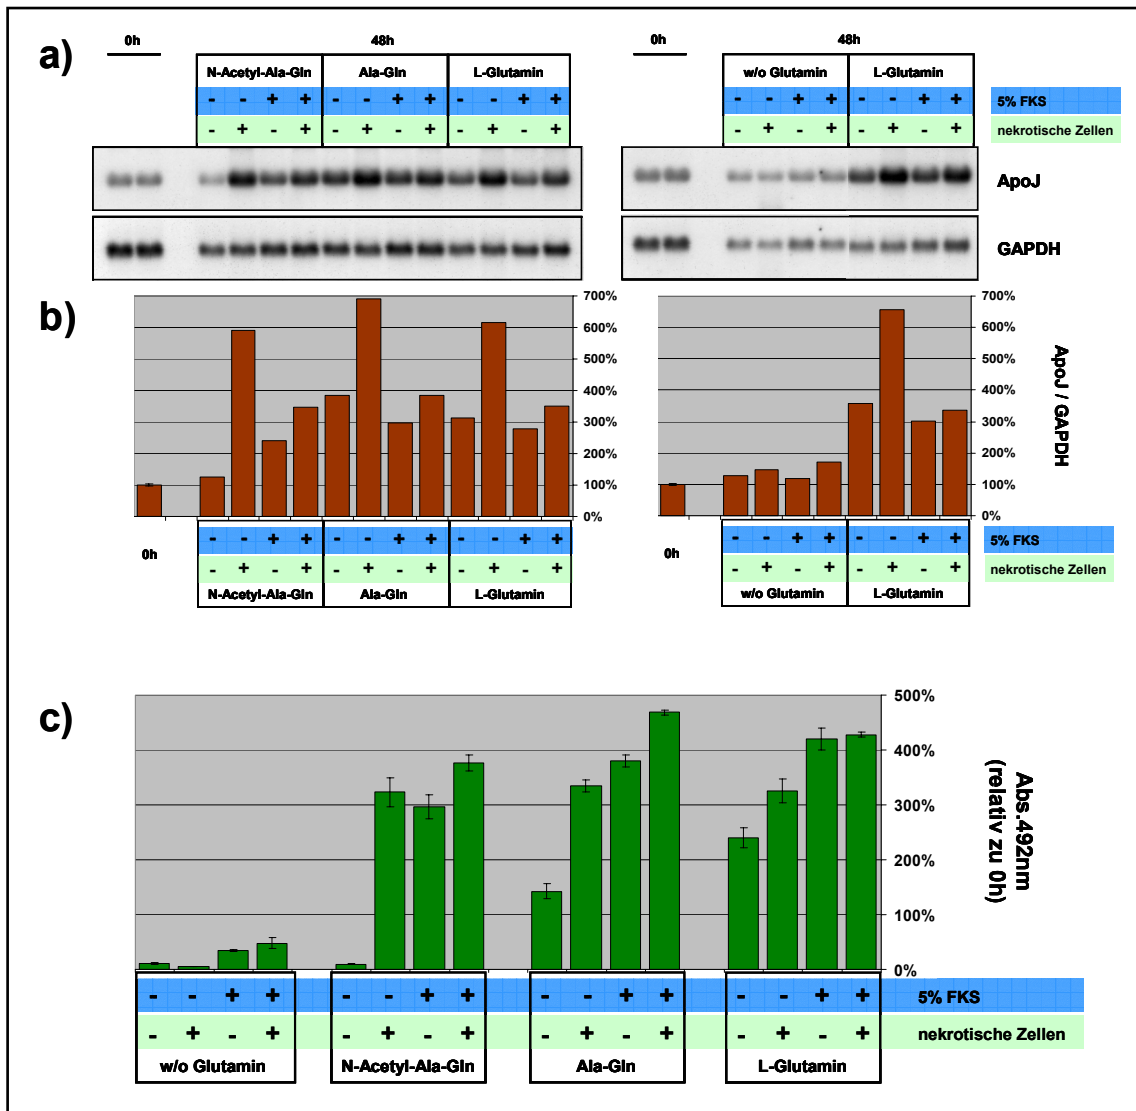 a)
0h 48h 0h 48h
N-Acetyl-Ala-Gln Ala-Gln L-Glutamin w/o Glutamin L-Glutamin
- - + + - - + + - - + + - - + + - - + + 5% FKS
- + - + - + - + - + - + - + - + - + - + nekrotische Zellen
ApoJ
GAPDH
b)
700% 700%
600% 600%
500% 500%
400% 400%
300% 300%
200% 200%
100% 100%
0% 0%
ApoJ / GAPDH
0h - - + + - - + + - - + + 0h - - + + - - + + 5% FKS
- + - + - + - + - + - + - + - + - + - + nekrotische Zellen
N-Acetyl-Ala-Gln Ala-Gln L-Glutamin w/o Glutamin L-Glutamin
c)
500%
400%
300%
200%
100%
0%
Abs.492nm
(relativ zu 0h)
- - + + - - + + - - + + - - + + 5% FKS
- + - + - + - + - + - + - + - + nekrotische Zellen
w/o Glutamin N-Acetyl-Ala-Gln Ala-Gln L-Glutamin